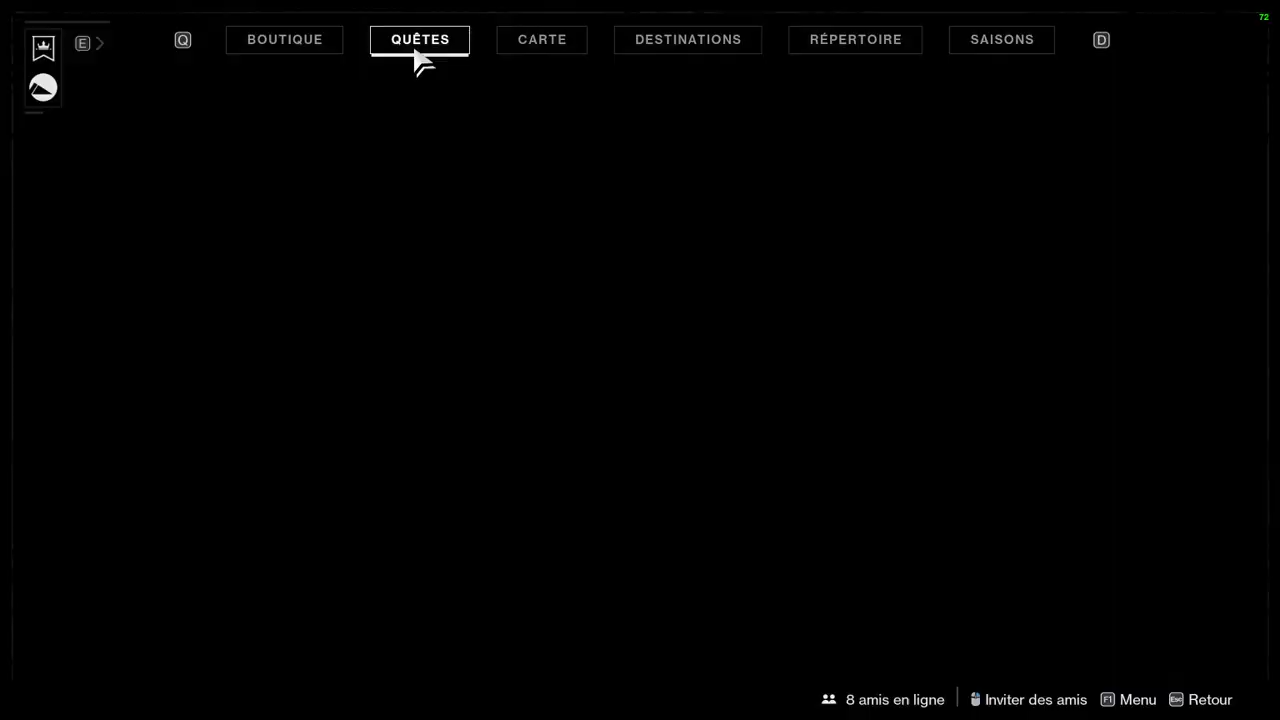 72
E
Q
BOUTIQUE
QUÊTES
CARTE
DESTINATIONS
RÉPERTOIRE
SAISONS
D
8 amis en ligne
Inviter des amis
F1 Menu
Esc Retour